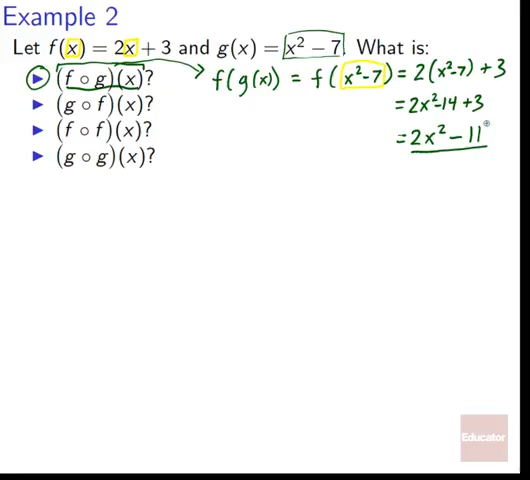 Example 2
Let f(x) = 2x + 3 and g(x) = x² − 7. What is:
▶ (f ∘ g)(x)? f(g(x) = f(x²-7) = 2(x²-7) + 3
▶ (g ∘ f)(x)? = 2x²-14+3
▶ (f ∘ f)(x)? = 2x² − 11
▶ (g ∘ g)(x)?
Educator